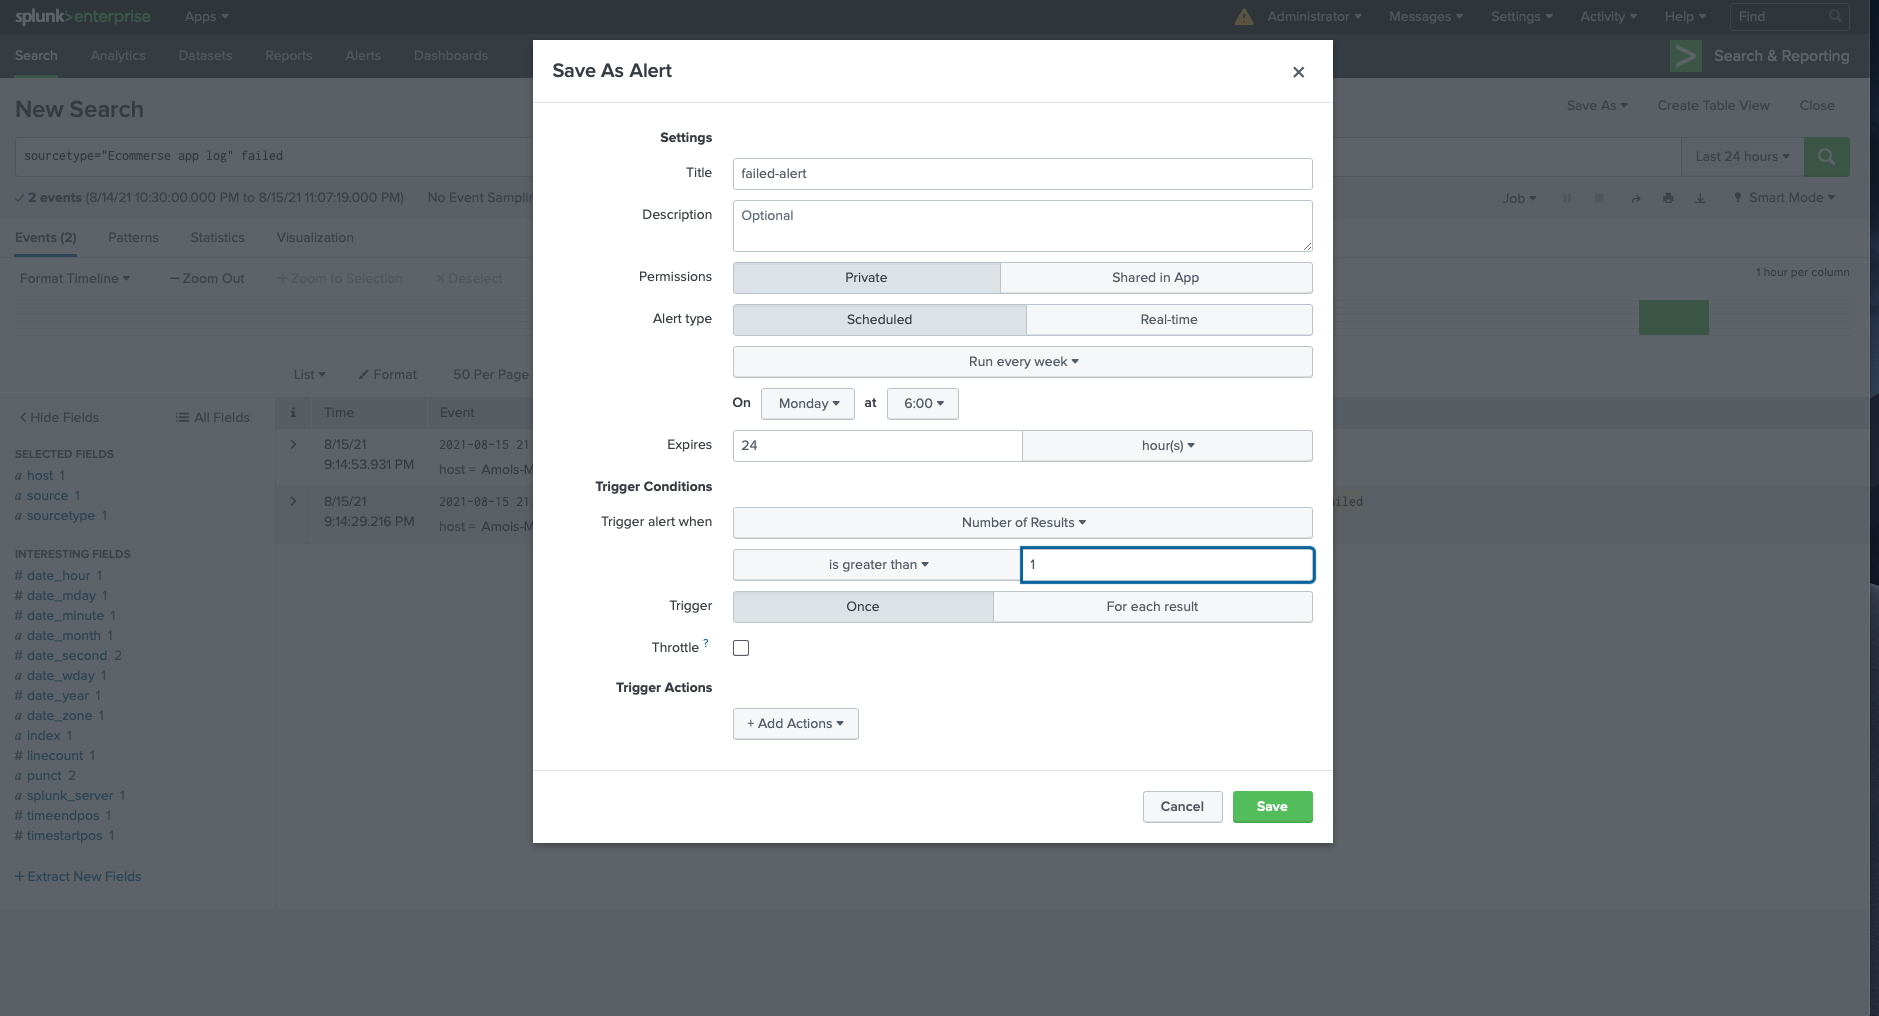 splunk>enterprise Apps Administrator Messages Settings Activity Help Find
Search Analytics Datasets Reports Alerts Dashboards Search & Reporting
New Search Save As Create Table View Close
sourcetype="Ecommerse app log" failed Last 24 hours
2 events (8/14/21 10:30:00.000 PM to 8/15/21 11:07:19.000 PM) No Event Job Smart Mode
Events (2) Patterns Statistics Visualization
Format Timeline Zoom Out + Zoom to Selection × Deselect 1 hour per column
List Format 50 Per Page
Hide Fields All Fields i Time Event
SELECTED FIELDS
a host 1
a source 1
a sourcetype 1
INTERESTING FIELDS
# date_hour 1
# date_mday 1
# date_minute 1
a date_month 1
# date_second 2
a date_wday 1
# date_year 1
a date_zone 1
a index 1
# linecount 1
a punct 2
a splunk_server 1
# timeendpos 1
# timestartpos 1
+ Extract New Fields
8/15/21 2021-08-15 21
9:14:53.931 PM host = Amols-M
8/15/21 2021-08-15 21
9:14:29.216 PM host = Amols-M
Save As Alert ×
Settings
Title failed-alert
Description Optional
Permissions Private Shared in App
Alert type Scheduled Real-time
Run every week
On Monday at 6:00
Expires 24 hour(s)
Trigger Conditions
Trigger alert when Number of Results
is greater than 1
Trigger Once For each result
Throttle ?
Trigger Actions
+ Add Actions
Cancel Save